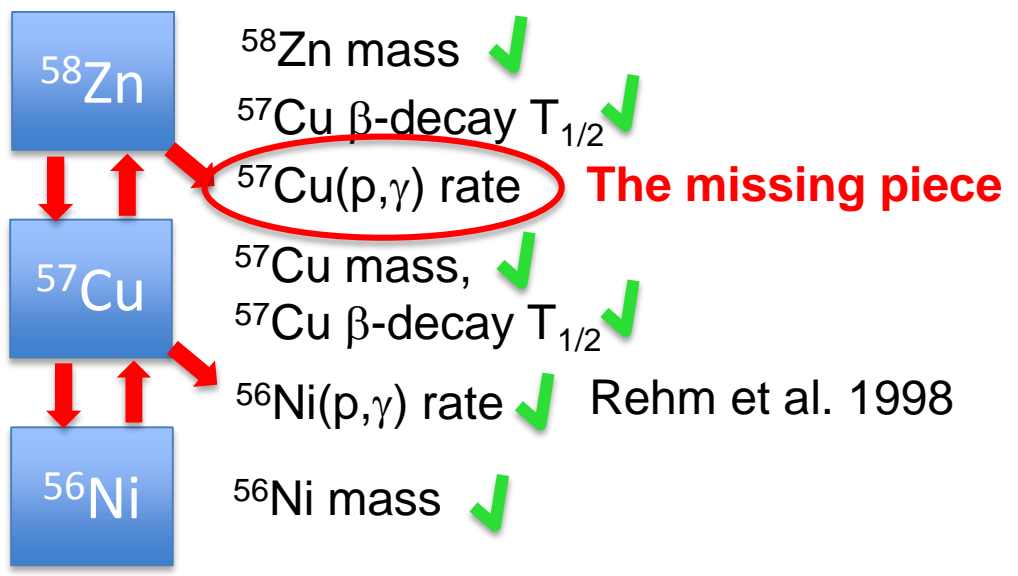 ⁵⁸Zn
⁵⁸Zn mass
⁵⁷Cu β-decay T₁/₂
⁵⁷Cu(p,γ) rate
The missing piece
⁵⁷Cu
⁵⁷Cu mass,
⁵⁷Cu β-decay T₁/₂
⁵⁶Ni(p,γ) rate
Rehm et al. 1998
⁵⁶Ni
⁵⁶Ni mass